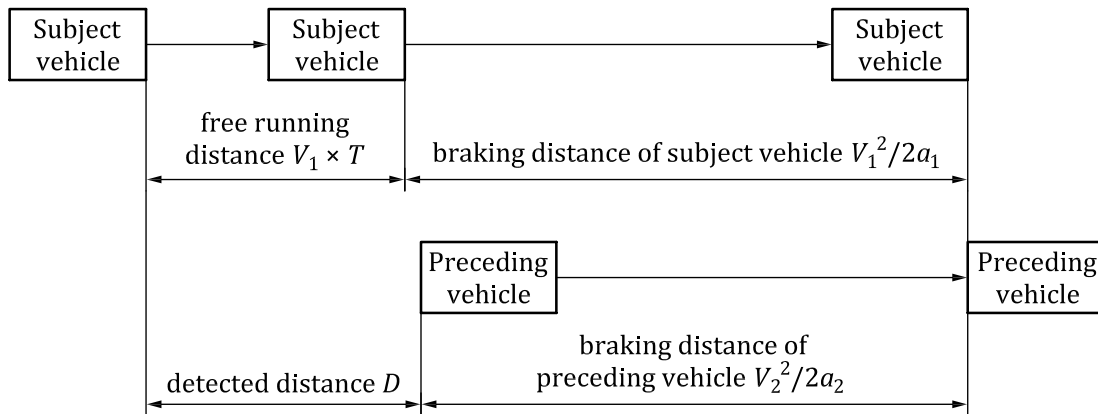 Subject
vehicle
Subject
vehicle
Subject
vehicle
free running
distance V₁ × T
braking distance of subject vehicle V₁²/2a₁
Preceding
vehicle
Preceding
vehicle
detected distance D
braking distance of
preceding vehicle V₂²/2a₂